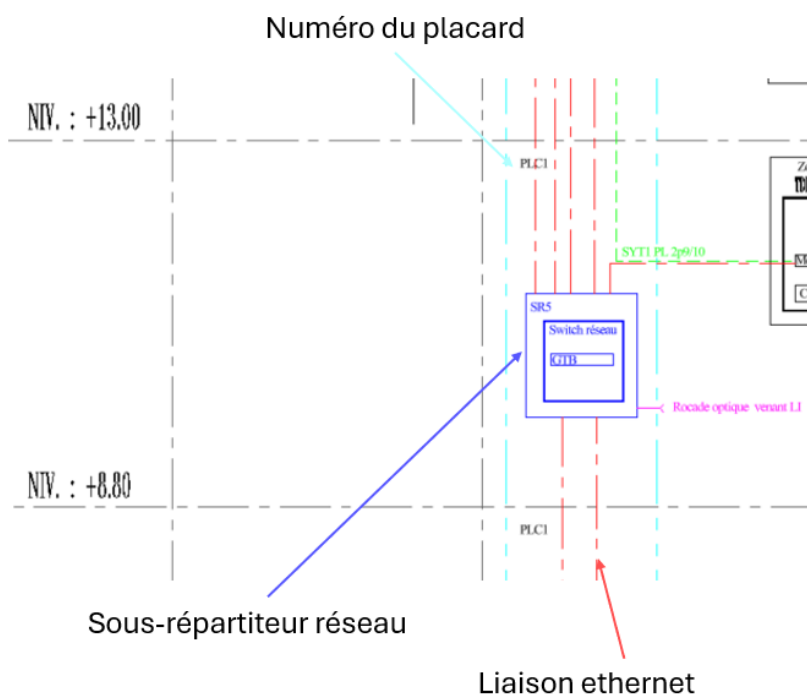 Numéro du placard
NIV. : +13.00
PLC1
SYT1 PL 2p9/10
SR5
Switch réseau
GTB
Rocade optique venant LI
NIV. : +8.80
PLC1
Sous-répartiteur réseau
Liaison ethernet